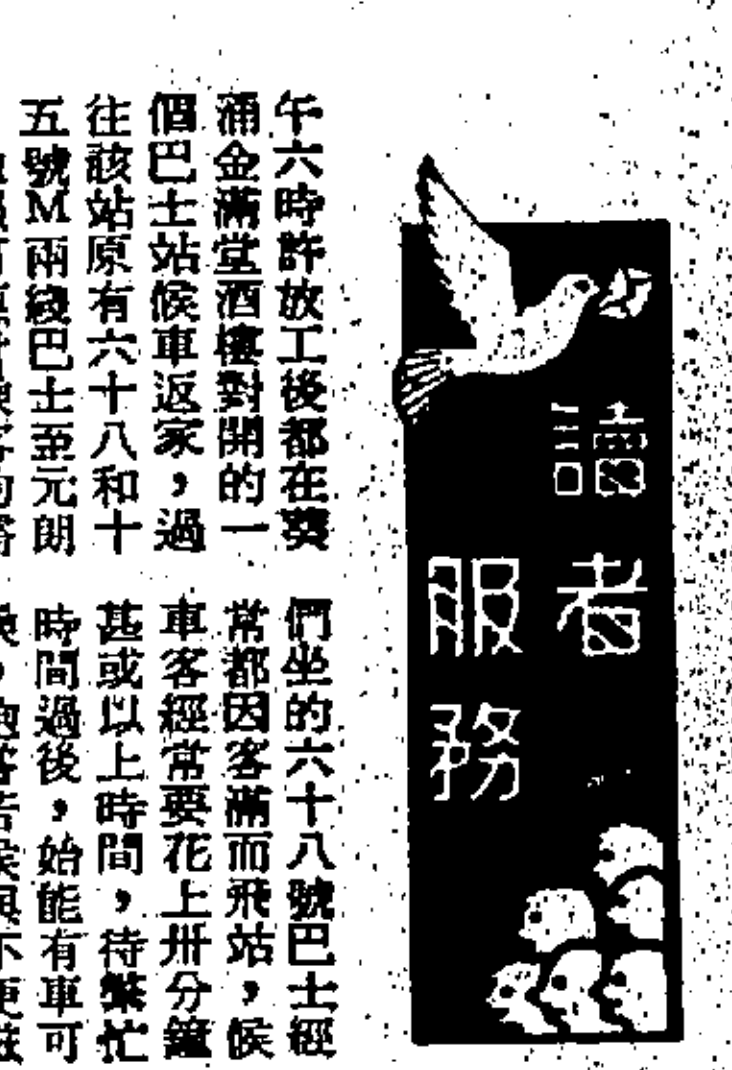 讀者
服務
午六時許放工後都在葵
涌金滿堂酒樓對開的一
個巴士站候車返家，過
往該站原有六十八和十
五號M兩綫巴士至元朗
們坐的六十八號巴士經
常都因客滿而飛站，候
車客經常要花上卅分鐘
甚或以上時間，待繁忙
時間過後，始能有車可